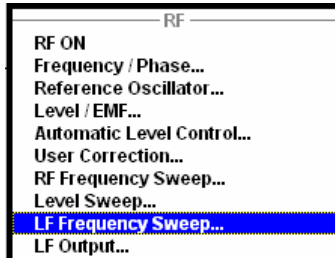 RF
RF ON
Frequency / Phase...
Reference Oscillator...
Level / EMF...
Automatic Level Control...
User Correction...
RF Frequency Sweep...
Level Sweep...
LF Frequency Sweep...
LF Output...